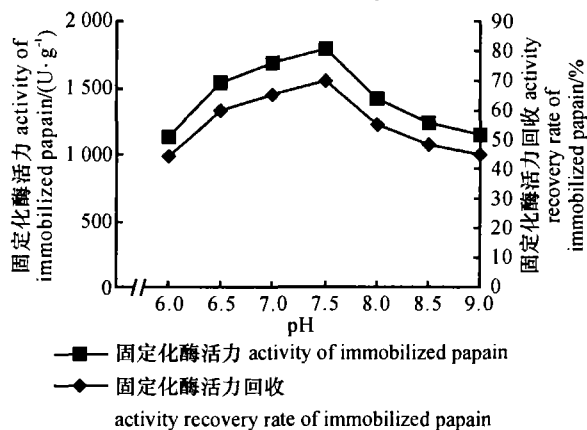 固定化酶活力 activity of
immobilized papain/(U·g⁻¹)
2 000
1 500
1 000
500
0
90
80
70
60
50
40
30
20
10
0
固定化酶活力回收 activity
recovery rate of
immobilized papain/%
6.0 6.5 7.0 7.5 8.0 8.5 9.0
pH
固定化酶活力 activity of immobilized papain
固定化酶活力回收
activity recovery rate of immobilized papain